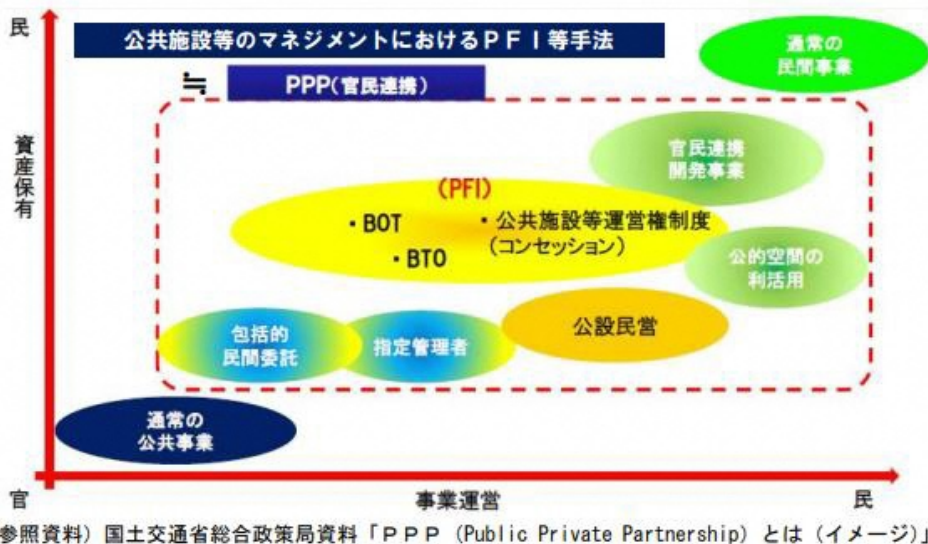 民
公共施設等のマネジメントにおけるＰＦＩ等手法
通常の
民間事業
≒
PPP(官民連携)
資産保有
官民連携
開発事業
(PFI)
・BOT
・公共施設等運営権制度
(コンセッション)
・BTO
公的空間の
利活用
包括的
民間委託
指定管理者
公設民営
通常の
公共事業
官
事業運営
民
参照資料）国土交通省総合政策局資料「ＰＰＰ（Public Private Partnership）とは（イメージ）」